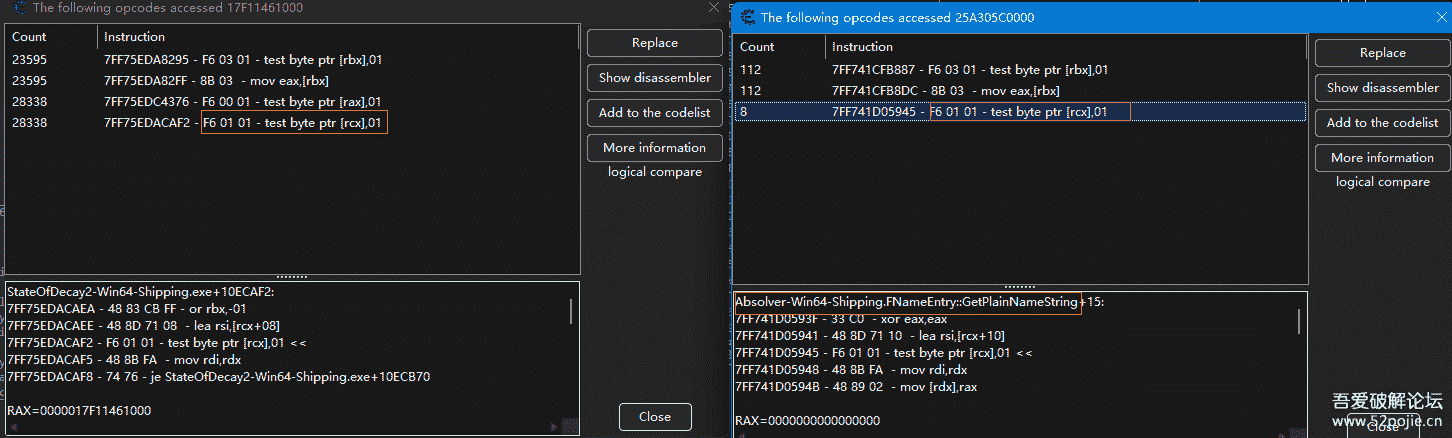 The following opcodes accessed 17F11461000
Count Instruction
23595 7FF75EDA8295 - F6 03 01 - test byte ptr [rbx],01
23595 7FF75EDA82FF - 8B 03 - mov eax,[rbx]
28338 7FF75EDC4376 - F6 00 01 - test byte ptr [rax],01
28338 7FF75EDACAF2 - F6 01 01 - test byte ptr [rcx],01
Replace
Show disassembler
Add to the codelist
More information
logical compare
StateOfDecay2-Win64-Shipping.exe+10ECAF2:
7FF75EDACAEA - 48 83 CB FF - or rbx,-01
7FF75EDACAEE - 48 8D 71 08 - lea rsi,[rcx+08]
7FF75EDACAF2 - F6 01 01 - test byte ptr [rcx],01 <<
7FF75EDACAF5 - 48 8B FA - mov rdi,rdx
7FF75EDACAF8 - 74 76 - je StateOfDecay2-Win64-Shipping.exe+10ECB70
RAX=0000017F11461000
Close
The following opcodes accessed 25A305C0000
Count Instruction
112 7FF741CFB887 - F6 03 01 - test byte ptr [rbx],01
112 7FF741CFB8DC - 8B 03 - mov eax,[rbx]
8 7FF741D05945 - F6 01 01 - test byte ptr [rcx],01
Replace
Show disassembler
Add to the codelist
More information
logical compare
Absolver-Win64-Shipping.FNameEntry::GetPlainNameString+15:
7FF741D0593F - 33 C0 - xor eax,eax
7FF741D05941 - 48 8D 71 10 - lea rsi,[rcx+10]
7FF741D05945 - F6 01 01 - test byte ptr [rcx],01 <<
7FF741D05948 - 48 8B FA - mov rdi,rdx
7FF741D0594B - 48 89 02 - mov [rdx],rax
RAX=0000000000000000
Close
吾爱破解论坛
www.52pojie.cn